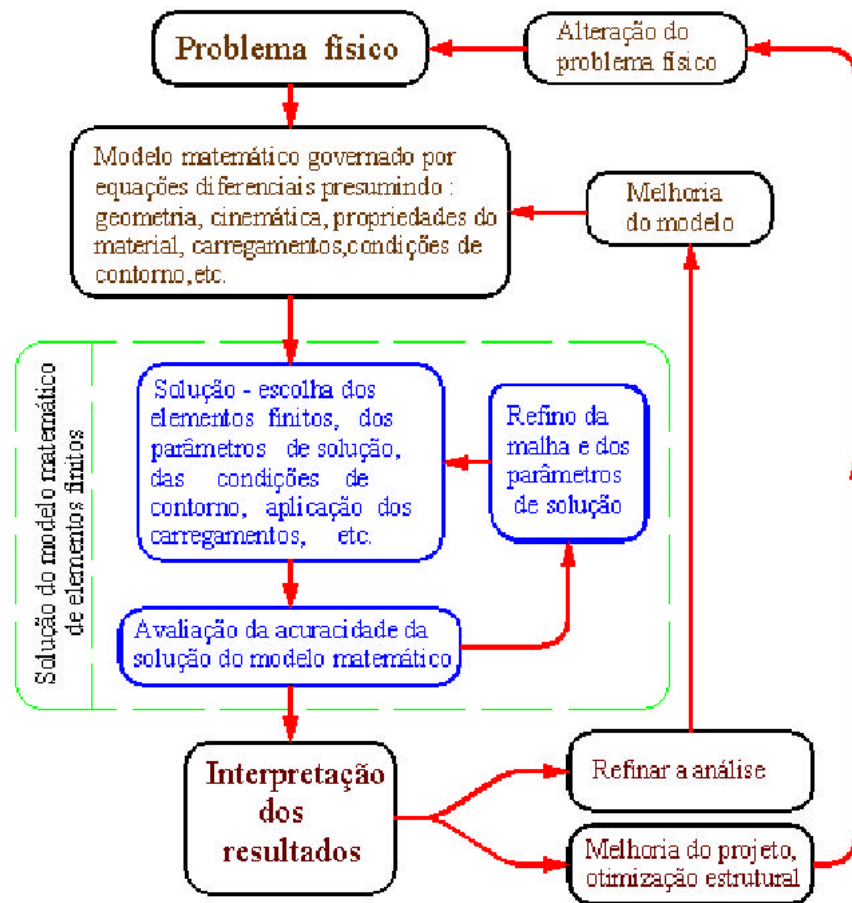 Problema físico
Alteração do
problema físico
Modelo matemático governado por
equações diferenciais presumindo :
geometria, cinemática, propriedades do
material, carregamentos,condições de
contorno,etc.
Melhoria
do modelo
Solução do modelo matemático
de elementos finitos
Solução - escolha dos
elementos finitos, dos
parâmetros de solução,
das condições de
contorno, aplicação dos
carregamentos, etc.
Refino da
malha e dos
parâmetros
de solução
Avaliação da acuracidade da
solução do modelo matemático
Interpretação
dos
resultados
Refinar a análise
Melhoria do projeto,
otimização estrutural